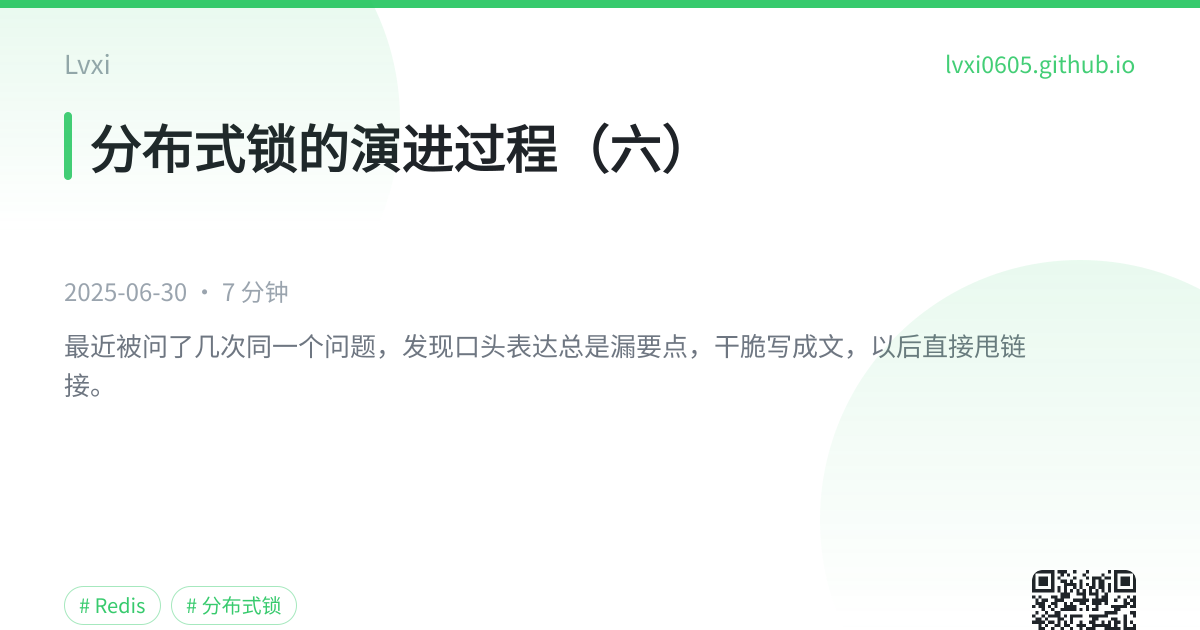 Lvxi
lvxi0605.github.io
分布式锁的演进过程（六）
2025-06-30 · 7 分钟
最近被问了几次同一个问题，发现口头表达总是漏要点，干脆写成文，以后直接甩链
接。
# Redis
# 分布式锁